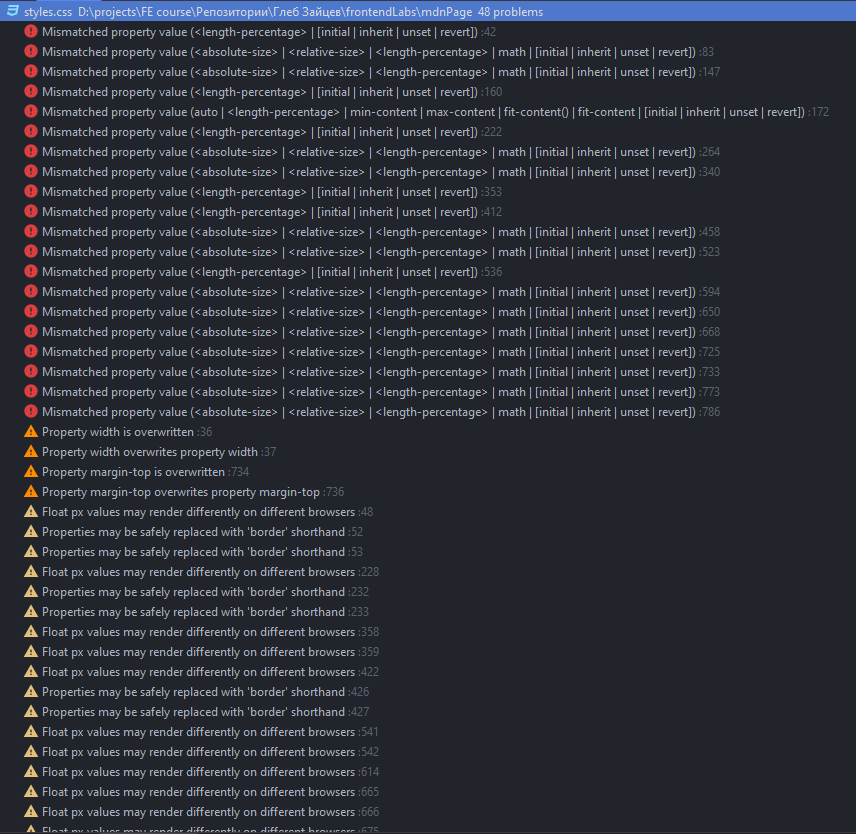 styles.css D:\projects\FE course\Репозитории\Глеб Зайцев\frontendLabs\mdnPage 48 problems
Mismatched property value (<length-percentage> | [initial | inherit | unset | revert]) :42
Mismatched property value (<absolute-size> | <relative-size> | <length-percentage> | math | [initial | inherit | unset | revert]) :83
Mismatched property value (<absolute-size> | <relative-size> | <length-percentage> | math | [initial | inherit | unset | revert]) :147
Mismatched property value (<length-percentage> | [initial | inherit | unset | revert]) :160
Mismatched property value (auto | <length-percentage> | min-content | max-content | fit-content() | fit-content | [initial | inherit | unset | revert]) :172
Mismatched property value (<length-percentage> | [initial | inherit | unset | revert]) :222
Mismatched property value (<absolute-size> | <relative-size> | <length-percentage> | math | [initial | inherit | unset | revert]) :264
Mismatched property value (<absolute-size> | <relative-size> | <length-percentage> | math | [initial | inherit | unset | revert]) :340
Mismatched property value (<length-percentage> | [initial | inherit | unset | revert]) :353
Mismatched property value (<length-percentage> | [initial | inherit | unset | revert]) :412
Mismatched property value (<absolute-size> | <relative-size> | <length-percentage> | math | [initial | inherit | unset | revert]) :458
Mismatched property value (<absolute-size> | <relative-size> | <length-percentage> | math | [initial | inherit | unset | revert]) :523
Mismatched property value (<length-percentage> | [initial | inherit | unset | revert]) :536
Mismatched property value (<absolute-size> | <relative-size> | <length-percentage> | math | [initial | inherit | unset | revert]) :594
Mismatched property value (<absolute-size> | <relative-size> | <length-percentage> | math | [initial | inherit | unset | revert]) :650
Mismatched property value (<absolute-size> | <relative-size> | <length-percentage> | math | [initial | inherit | unset | revert]) :668
Mismatched property value (<absolute-size> | <relative-size> | <length-percentage> | math | [initial | inherit | unset | revert]) :725
Mismatched property value (<absolute-size> | <relative-size> | <length-percentage> | math | [initial | inherit | unset | revert]) :733
Mismatched property value (<absolute-size> | <relative-size> | <length-percentage> | math | [initial | inherit | unset | revert]) :773
Mismatched property value (<absolute-size> | <relative-size> | <length-percentage> | math | [initial | inherit | unset | revert]) :786
Property width is overwritten :36
Property width overwrites property width :37
Property margin-top is overwritten :734
Property margin-top overwrites property margin-top :736
Float px values may render differently on different browsers :48
Properties may be safely replaced with 'border' shorthand :52
Properties may be safely replaced with 'border' shorthand :53
Float px values may render differently on different browsers :228
Properties may be safely replaced with 'border' shorthand :232
Properties may be safely replaced with 'border' shorthand :233
Float px values may render differently on different browsers :358
Float px values may render differently on different browsers :359
Float px values may render differently on different browsers :422
Properties may be safely replaced with 'border' shorthand :426
Properties may be safely replaced with 'border' shorthand :427
Float px values may render differently on different browsers :541
Float px values may render differently on different browsers :542
Float px values may render differently on different browsers :614
Float px values may render differently on different browsers :665
Float px values may render differently on different browsers :666
Float px values may render differently on different browsers :675